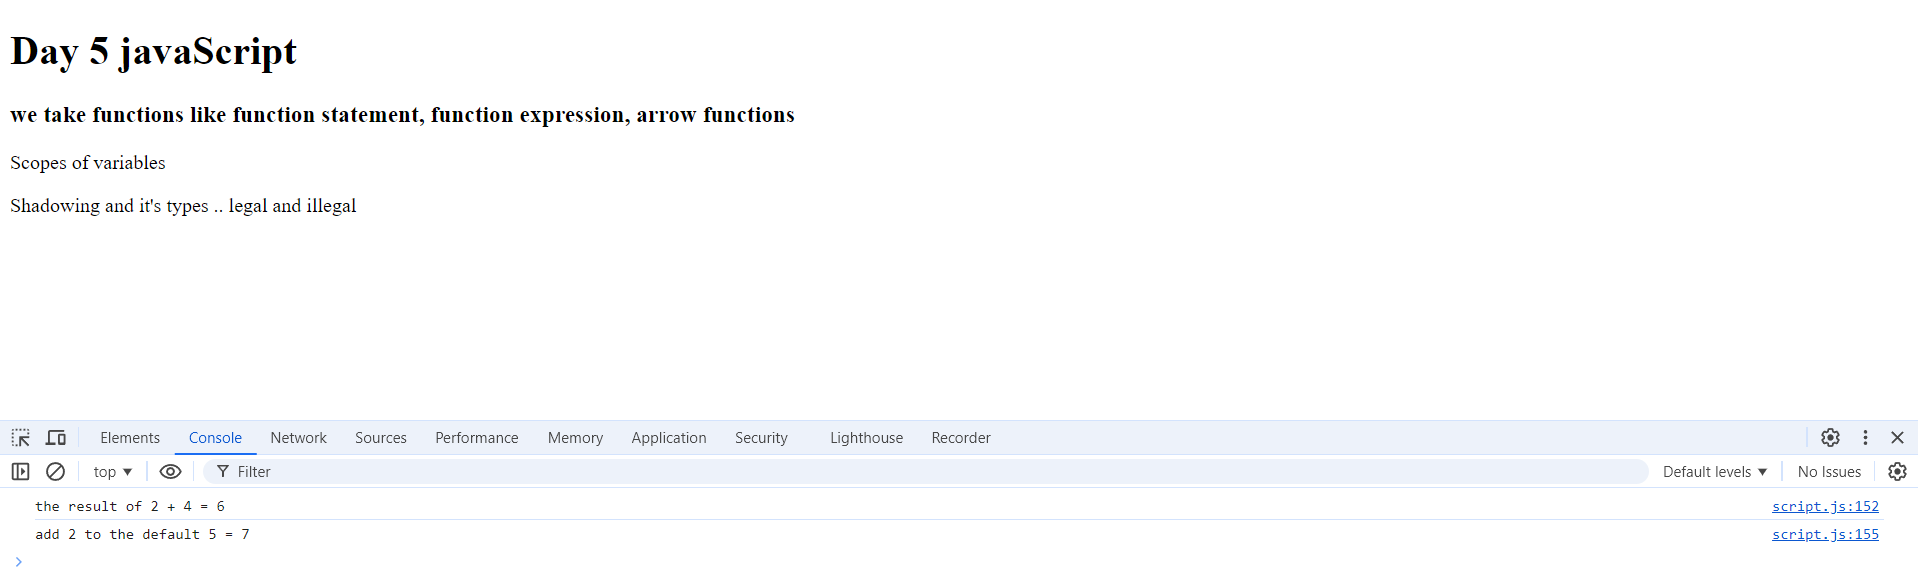 Day 5 javaScript
we take functions like function statement, function expression, arrow functions
Scopes of variables
Shadowing and it's types .. legal and illegal
Elements Console Network Sources Performance Memory Application Security Lighthouse Recorder
top Filter Default levels No Issues
the result of 2 + 4 = 6 script.js:152
add 2 to the default 5 = 7 script.js:155